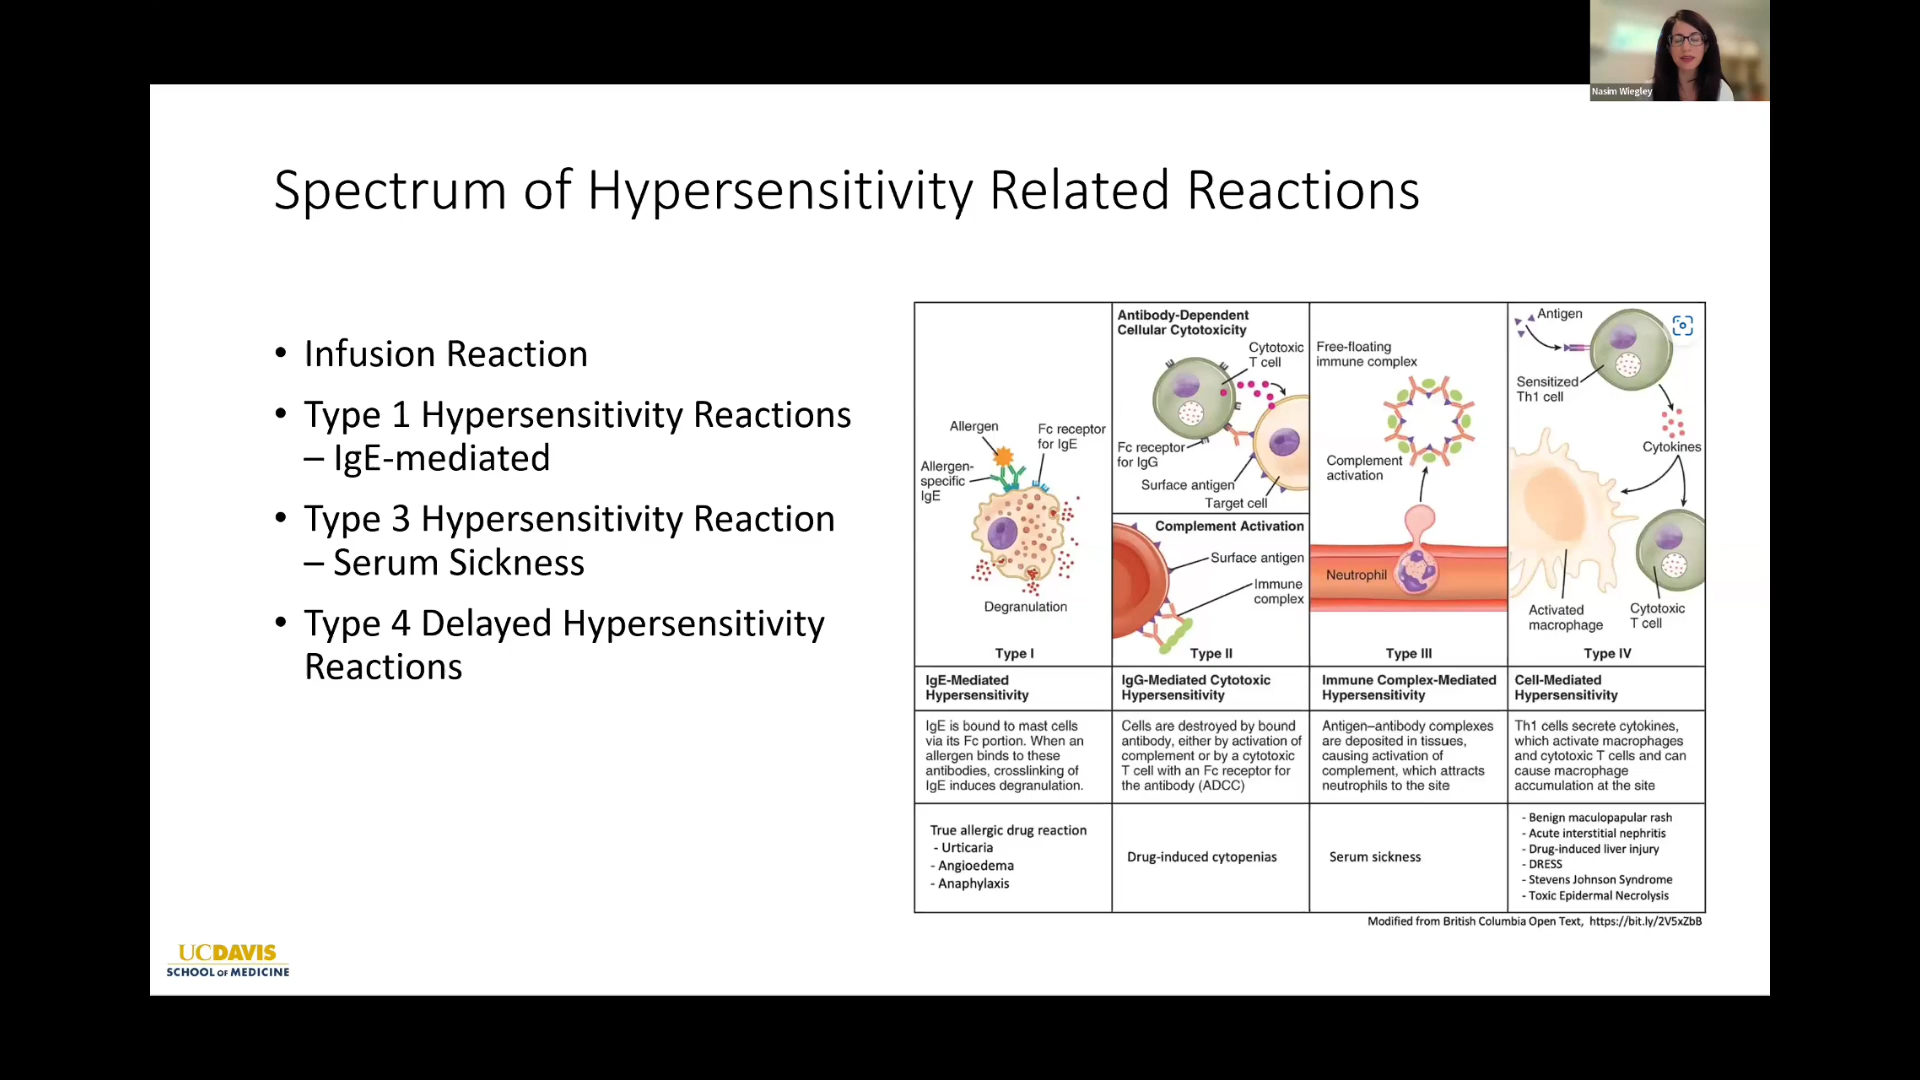 Nasim Wiegley
Spectrum of Hypersensitivity Related Reactions
• Infusion Reaction
• Type 1 Hypersensitivity Reactions
– IgE-mediated
• Type 3 Hypersensitivity Reaction
– Serum Sickness
• Type 4 Delayed Hypersensitivity
Reactions
Allergen
Fc receptor
for IgE
Allergen-
specific
IgE
Degranulation
Type I
Antibody-Dependent
Cellular Cytotoxicity
Cytotoxic
T cell
Fc receptor
for IgG
Surface antigen
Target cell
Complement Activation
Surface antigen
Immune
complex
Type II
Free-floating
immune complex
Complement
activation
Neutrophil
Type III
Antigen
Sensitized
Th1 cell
Cytokines
Activated
macrophage
Cytotoxic
T cell
Type IV
IgE-Mediated
Hypersensitivity
IgG-Mediated Cytotoxic
Hypersensitivity
Immune Complex-Mediated
Hypersensitivity
Cell-Mediated
Hypersensitivity
IgE is bound to mast cells
via its Fc portion. When an
allergen binds to these
antibodies, crosslinking of
IgE induces degranulation.
Cells are destroyed by bound
antibody, either by activation of
complement or by a cytotoxic
T cell with an Fc receptor for
the antibody (ADCC)
Antigen–antibody complexes
are deposited in tissues,
causing activation of
complement, which attracts
neutrophils to the site
Th1 cells secrete cytokines,
which activate macrophages
and cytotoxic T cells and can
cause macrophage
accumulation at the site
True allergic drug reaction
- Urticaria
- Angioedema
- Anaphylaxis
Drug-induced cytopenias
Serum sickness
- Benign maculopapular rash
- Acute interstitial nephritis
- Drug-induced liver injury
- DRESS
- Stevens Johnson Syndrome
- Toxic Epidermal Necrolysis
Modified from British Columbia Open Text, https://bit.ly/2V5xZbB
UCDAVIS
SCHOOL OF MEDICINE